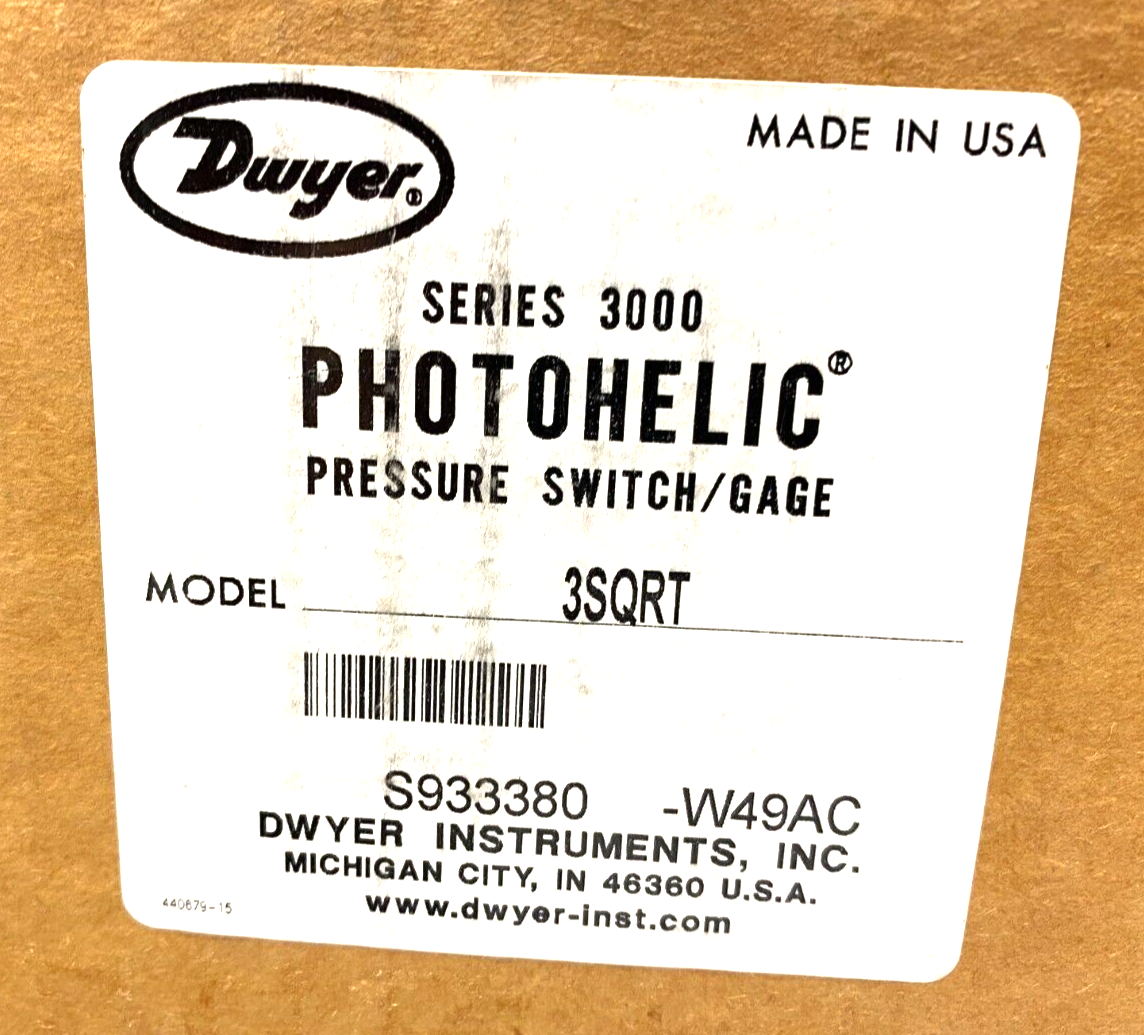 Dwyer®
MADE IN USA
SERIES 3000
PHOTOHELIC®
PRESSURE SWITCH/GAGE
MODEL 3SQRT
S933380 -W49AC
DWYER INSTRUMENTS, INC.
MICHIGAN CITY, IN 46360 U.S.A.
440679-15
www.dwyer-inst.com